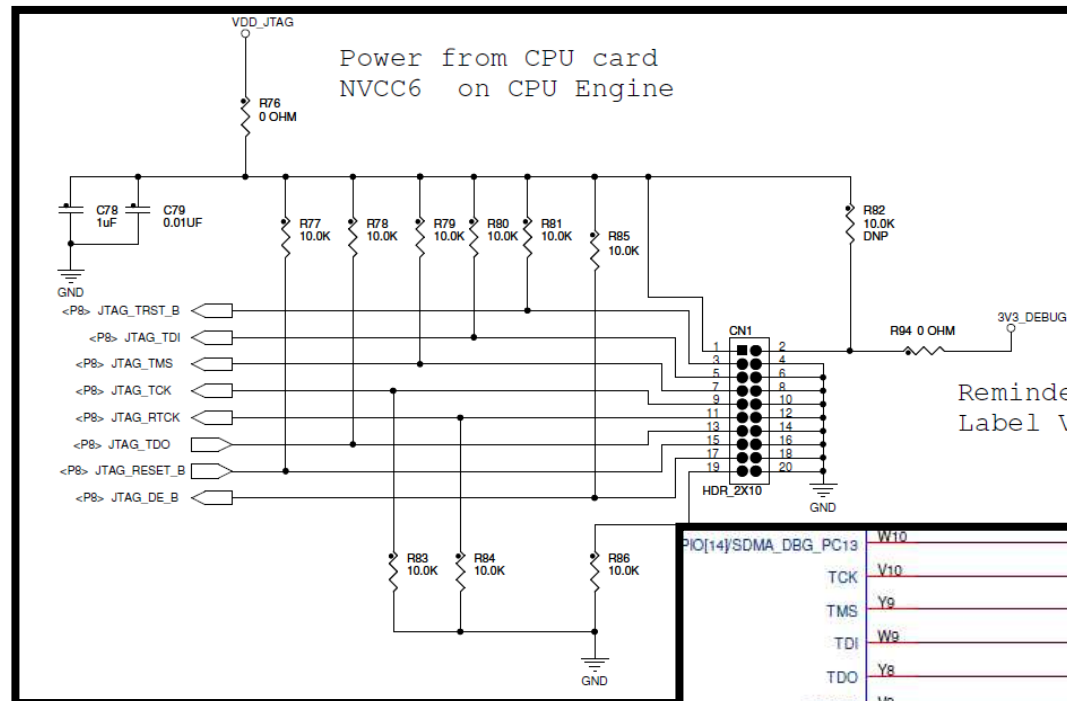 VDD_JTAG
Power from CPU card
NVCC6 on CPU Engine
R76
0 OHM
C78
1uF
C79
0.01UF
R77
10.0K
R78
10.0K
R79
10.0K
R80
10.0K
R81
10.0K
R85
10.0K
R82
10.0K
DNP
GND
<P8> JTAG_TRST_B
<P8> JTAG_TDI
<P8> JTAG_TMS
<P8> JTAG_TCK
<P8> JTAG_RTCK
<P8> JTAG_TDO
<P8> JTAG_RESET_B
<P8> JTAG_DE_B
CN1
1 2
3 4
5 6
7 8
9 10
11 12
13 14
15 16
17 18
19 20
HDR_2X10
GND
R94 0 OHM
3V3_DEBUG
Reminde
Label V
R83
10.0K
R84
10.0K
R86
10.0K
GND
PIO[14]/SDMA_DBG_PC13 W10
TCK V10
TMS Y9
TDI W9
TDO Y8